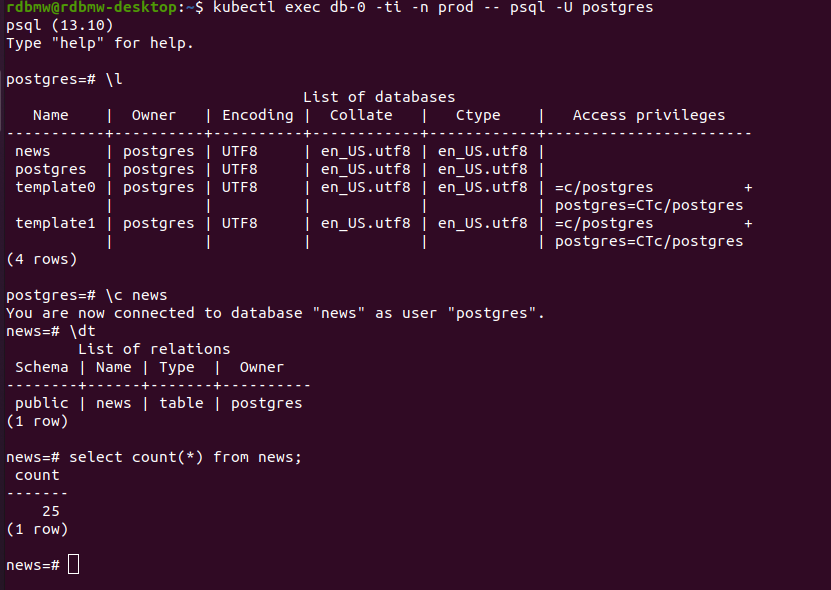 rdbmw@rdbmw-desktop:~$ kubectl exec db-0 -ti -n prod -- psql -U postgres
psql (13.10)
Type "help" for help.

postgres=# \l
                                 List of databases
   Name    |  Owner   | Encoding |  Collate   |   Ctype    |   Access privileges   
-----------+----------+----------+------------+------------+-----------------------
 news      | postgres | UTF8     | en_US.utf8 | en_US.utf8 | 
 postgres  | postgres | UTF8     | en_US.utf8 | en_US.utf8 | 
 template0 | postgres | UTF8     | en_US.utf8 | en_US.utf8 | =c/postgres          +
           |          |          |            |            | postgres=CTc/postgres
 template1 | postgres | UTF8     | en_US.utf8 | en_US.utf8 | =c/postgres          +
           |          |          |            |            | postgres=CTc/postgres
(4 rows)

postgres=# \c news
You are now connected to database "news" as user "postgres".
news=# \dt
        List of relations
 Schema | Name | Type  |  Owner   
--------+------+-------+----------
 public | news | table | postgres
(1 row)

news=# select count(*) from news;
 count 
-------
    25
(1 row)

news=#